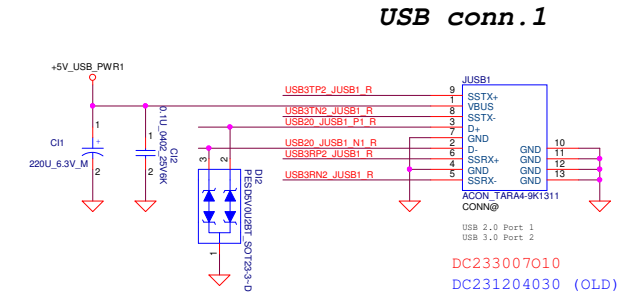 USB conn.1
+5V_USB_PWR1
JUSB1
USB3TP2_JUSB1_R 9 SSTX+
1 VBUS
USB3TN2_JUSB1_R 8 SSTX-
USB20_JUSB1_P1_R 3 D+
7 GND
USB20_JUSB1_N1_R 2 D- GND 10
USB3RP2_JUSB1_R 6 SSRX+ GND 11
4 GND GND 12
USB3RN2_JUSB1_R 5 SSRX- GND 13
ACON_TARA4-9K1311
CONN@
1
+
CI1
220U_6.3V_M
2
0.1U_0402_25V6K
1
2
CI2
3
2
1
DI2
PESD5V0U2BT_SOT23-3~D
USB 2.0 Port 1
USB 3.0 Port 2
DC233007O10
DC231204030 (OLD)